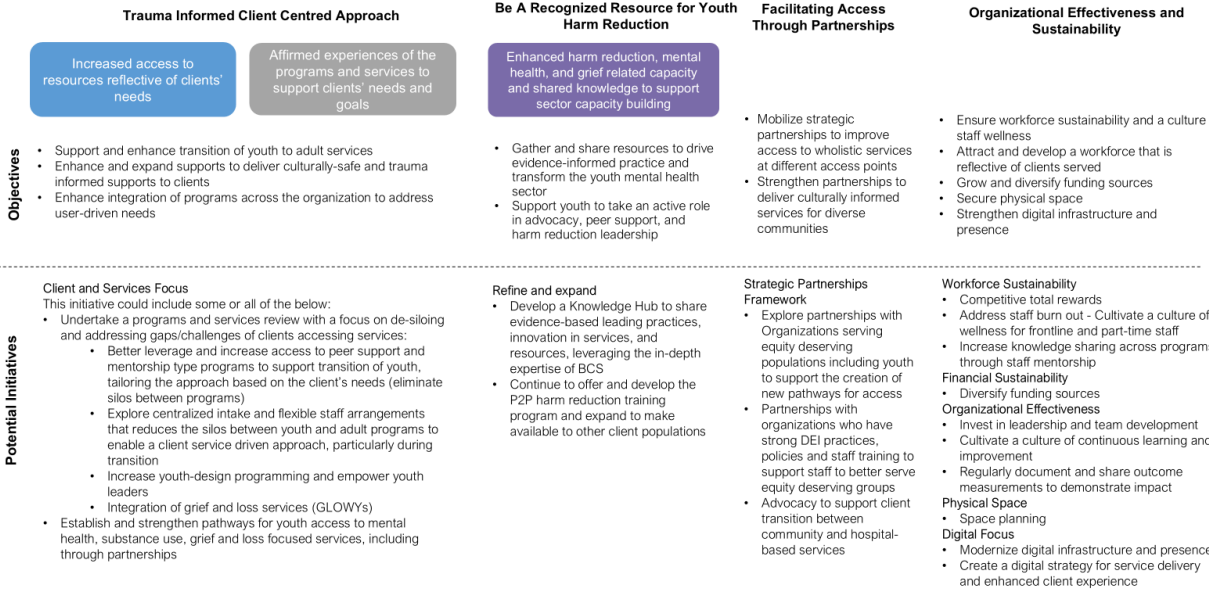 Trauma Informed Client Centred Approach
Be A Recognized Resource for Youth
Harm Reduction
Facilitating Access
Through Partnerships
Organizational Effectiveness and
Sustainability
Increased access to
resources reflective of clients'
needs
Affirmed experiences of the
programs and services to
support clients' needs and
goals
Enhanced harm reduction, mental
health, and grief related capacity
and shared knowledge to support
sector capacity building
Objectives
• Support and enhance transition of youth to adult services
• Enhance and expand supports to deliver culturally-safe and trauma
informed supports to clients
• Enhance integration of programs across the organization to address
user-driven needs
• Gather and share resources to drive
evidence-informed practice and
transform the youth mental health
sector
• Support youth to take an active role
in advocacy, peer support, and
harm reduction leadership
• Mobilize strategic
partnerships to improve
access to wholistic services
at different access points
• Strengthen partnerships to
deliver culturally informed
services for diverse
communities
• Ensure workforce sustainability and a culture
staff wellness
• Attract and develop a workforce that is
reflective of clients served
• Grow and diversify funding sources
• Secure physical space
• Strengthen digital infrastructure and
presence
Potential Initiatives
Client and Services Focus
This initiative could include some or all of the below:
• Undertake a programs and services review with a focus on de-siloing
and addressing gaps/challenges of clients accessing services:
• Better leverage and increase access to peer support and
mentorship type programs to support transition of youth,
tailoring the approach based on the client's needs (eliminate
silos between programs)
• Explore centralized intake and flexible staff arrangements
that reduces the silos between youth and adult programs to
enable a client service driven approach, particularly during
transition
• Increase youth-design programming and empower youth
leaders
• Integration of grief and loss services (GLOWYs)
• Establish and strengthen pathways for youth access to mental
health, substance use, grief and loss focused services, including
through partnerships
Refine and expand
• Develop a Knowledge Hub to share
evidence-based leading practices,
innovation in services, and
resources, leveraging the in-depth
expertise of BCS
• Continue to offer and develop the
P2P harm reduction training
program and expand to make
available to other client populations
Strategic Partnerships
Framework
• Explore partnerships with
Organizations serving
equity deserving
populations including youth
to support the creation of
new pathways for access
• Partnerships with
organizations who have
strong DEI practices,
policies and staff training to
support staff to better serve
equity deserving groups
• Advocacy to support client
transition between
community and hospital-
based services
Workforce Sustainability
• Competitive total rewards
• Address staff burn out - Cultivate a culture of
wellness for frontline and part-time staff
• Increase knowledge sharing across programs
through staff mentorship
Financial Sustainability
• Diversify funding sources
Organizational Effectiveness
• Invest in leadership and team development
• Cultivate a culture of continuous learning and
improvement
• Regularly document and share outcome
measurements to demonstrate impact
Physical Space
• Space planning
Digital Focus
• Modernize digital infrastructure and presence
• Create a digital strategy for service delivery
and enhanced client experience